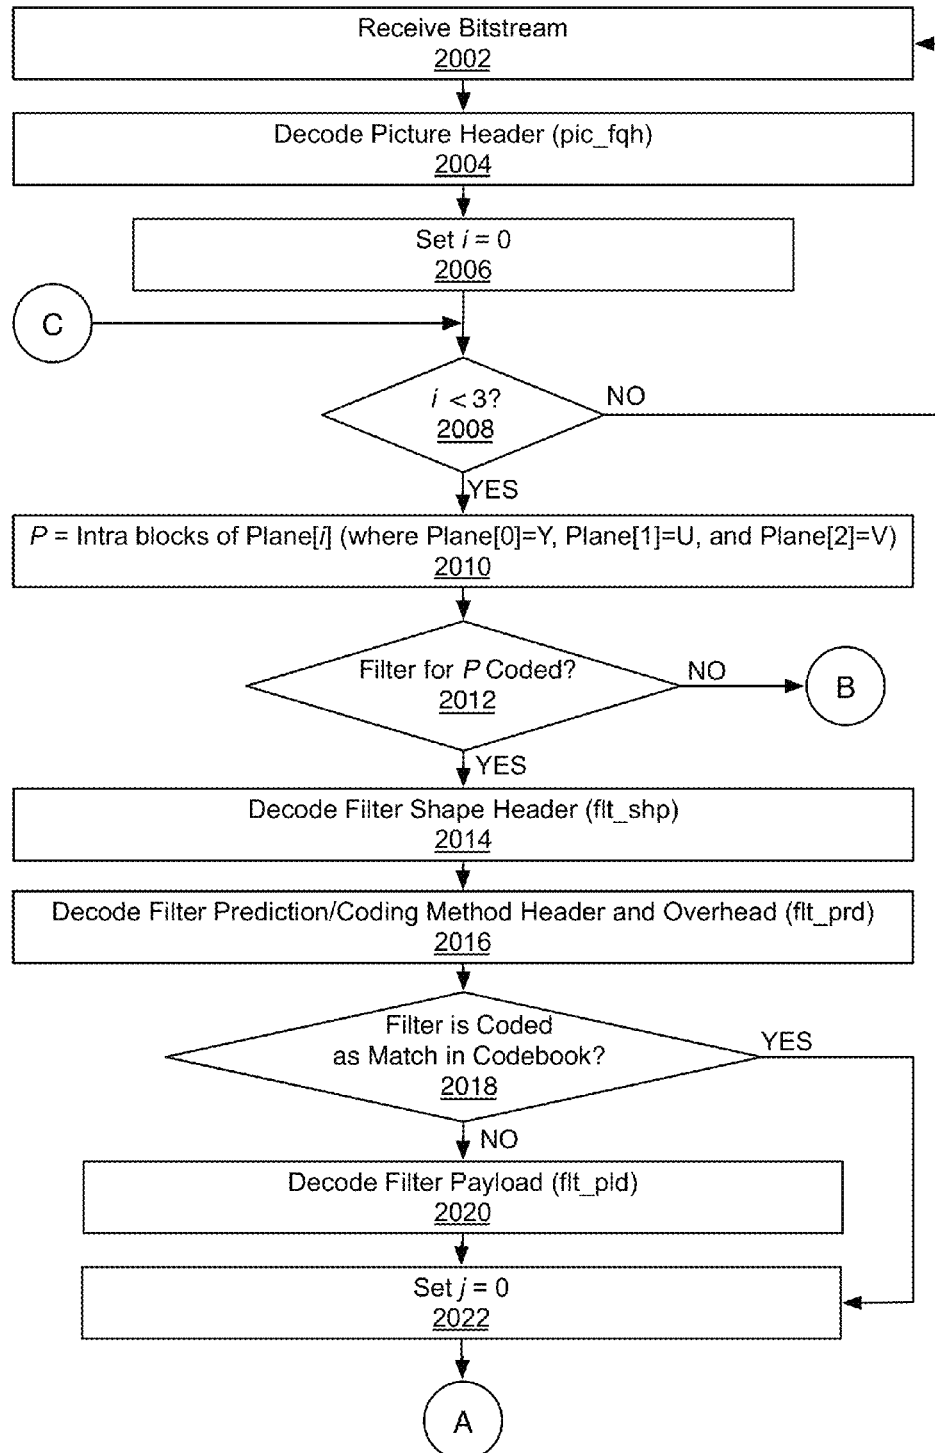 Receive Bitstream
2002
Decode Picture Header (pic_fqh)
2004
Set i = 0
2006
C
i < 3?
NO
2008
YES
P = Intra blocks of Plane[i] (where Plane[0]=Y, Plane[1]=U, and Plane[2]=V)
2010
Filter for P Coded?
NO
2012
B
YES
Decode Filter Shape Header (flt_shp)
2014
Decode Filter Prediction/Coding Method Header and Overhead (flt_prd)
2016
Filter is Coded
as Match in Codebook?
YES
2018
NO
Decode Filter Payload (flt_pld)
2020
Set j = 0
2022
A